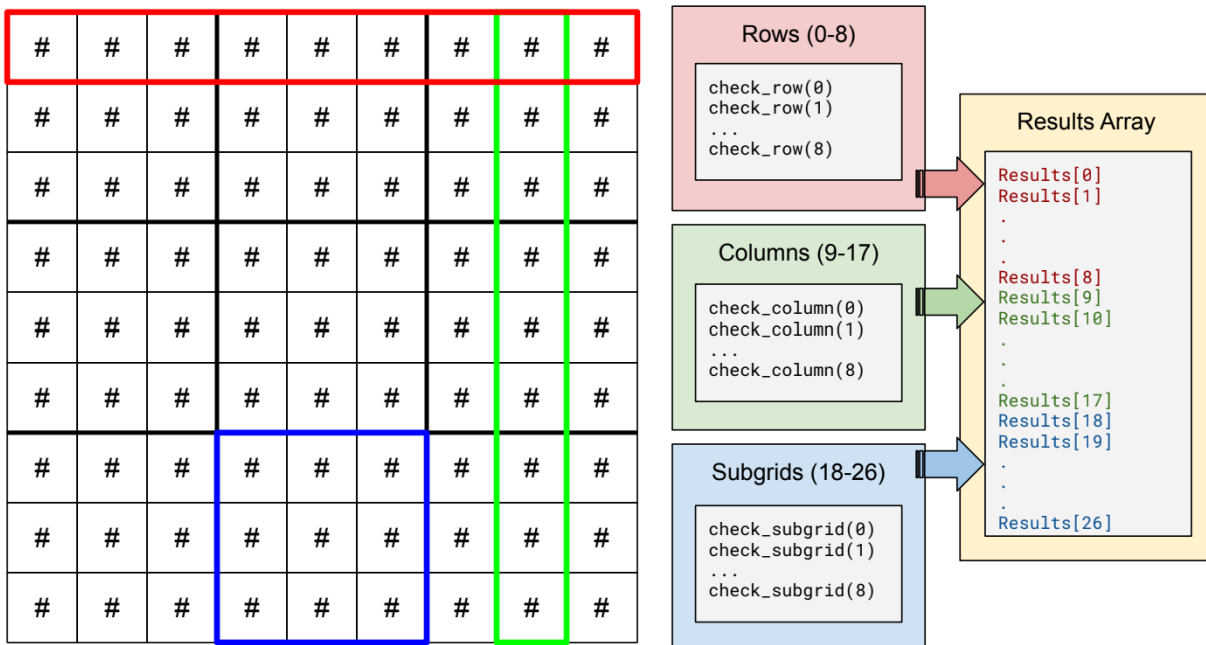 # # # # # # # # #
# # # # # # # # #
# # # # # # # # #
# # # # # # # # #
# # # # # # # # #
# # # # # # # # #
# # # # # # # # #
# # # # # # # # #
# # # # # # # # #
Rows (0-8)
check_row(0)
check_row(1)
...
check_row(8)
Columns (9-17)
check_column(0)
check_column(1)
...
check_column(8)
Subgrids (18-26)
check_subgrid(0)
check_subgrid(1)
...
check_subgrid(8)
Results Array
Results[0]
Results[1]
.
.
.
Results[8]
Results[9]
Results[10]
.
.
.
Results[17]
Results[18]
Results[19]
.
.
.
Results[26]